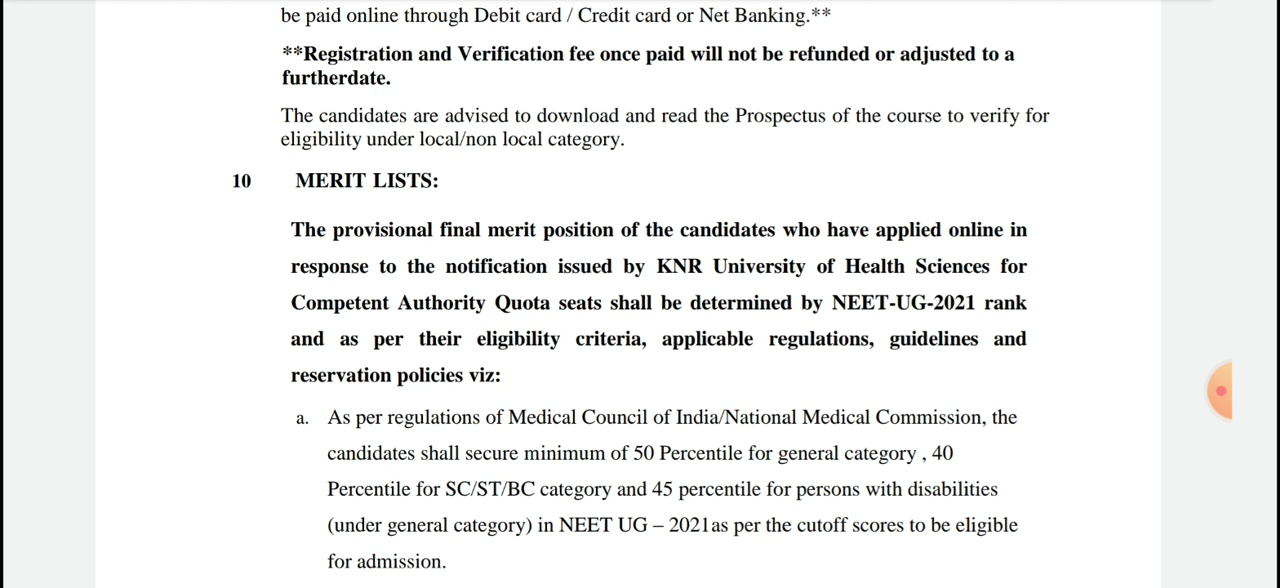 be paid online through Debit card / Credit card or Net Banking.**
**Registration and Verification fee once paid will not be refunded or adjusted to a
furtherdate.
The candidates are advised to download and read the Prospectus of the course to verify for
eligibility under local/non local category.
10 MERIT LISTS:
The provisional final merit position of the candidates who have applied online in
response to the notification issued by KNR University of Health Sciences for
Competent Authority Quota seats shall be determined by NEET-UG-2021 rank
and as per their eligibility criteria, applicable regulations, guidelines and
reservation policies viz:
a. As per regulations of Medical Council of India/National Medical Commission, the
candidates shall secure minimum of 50 Percentile for general category , 40
Percentile for SC/ST/BC category and 45 percentile for persons with disabilities
(under general category) in NEET UG – 2021as per the cutoff scores to be eligible
for admission.